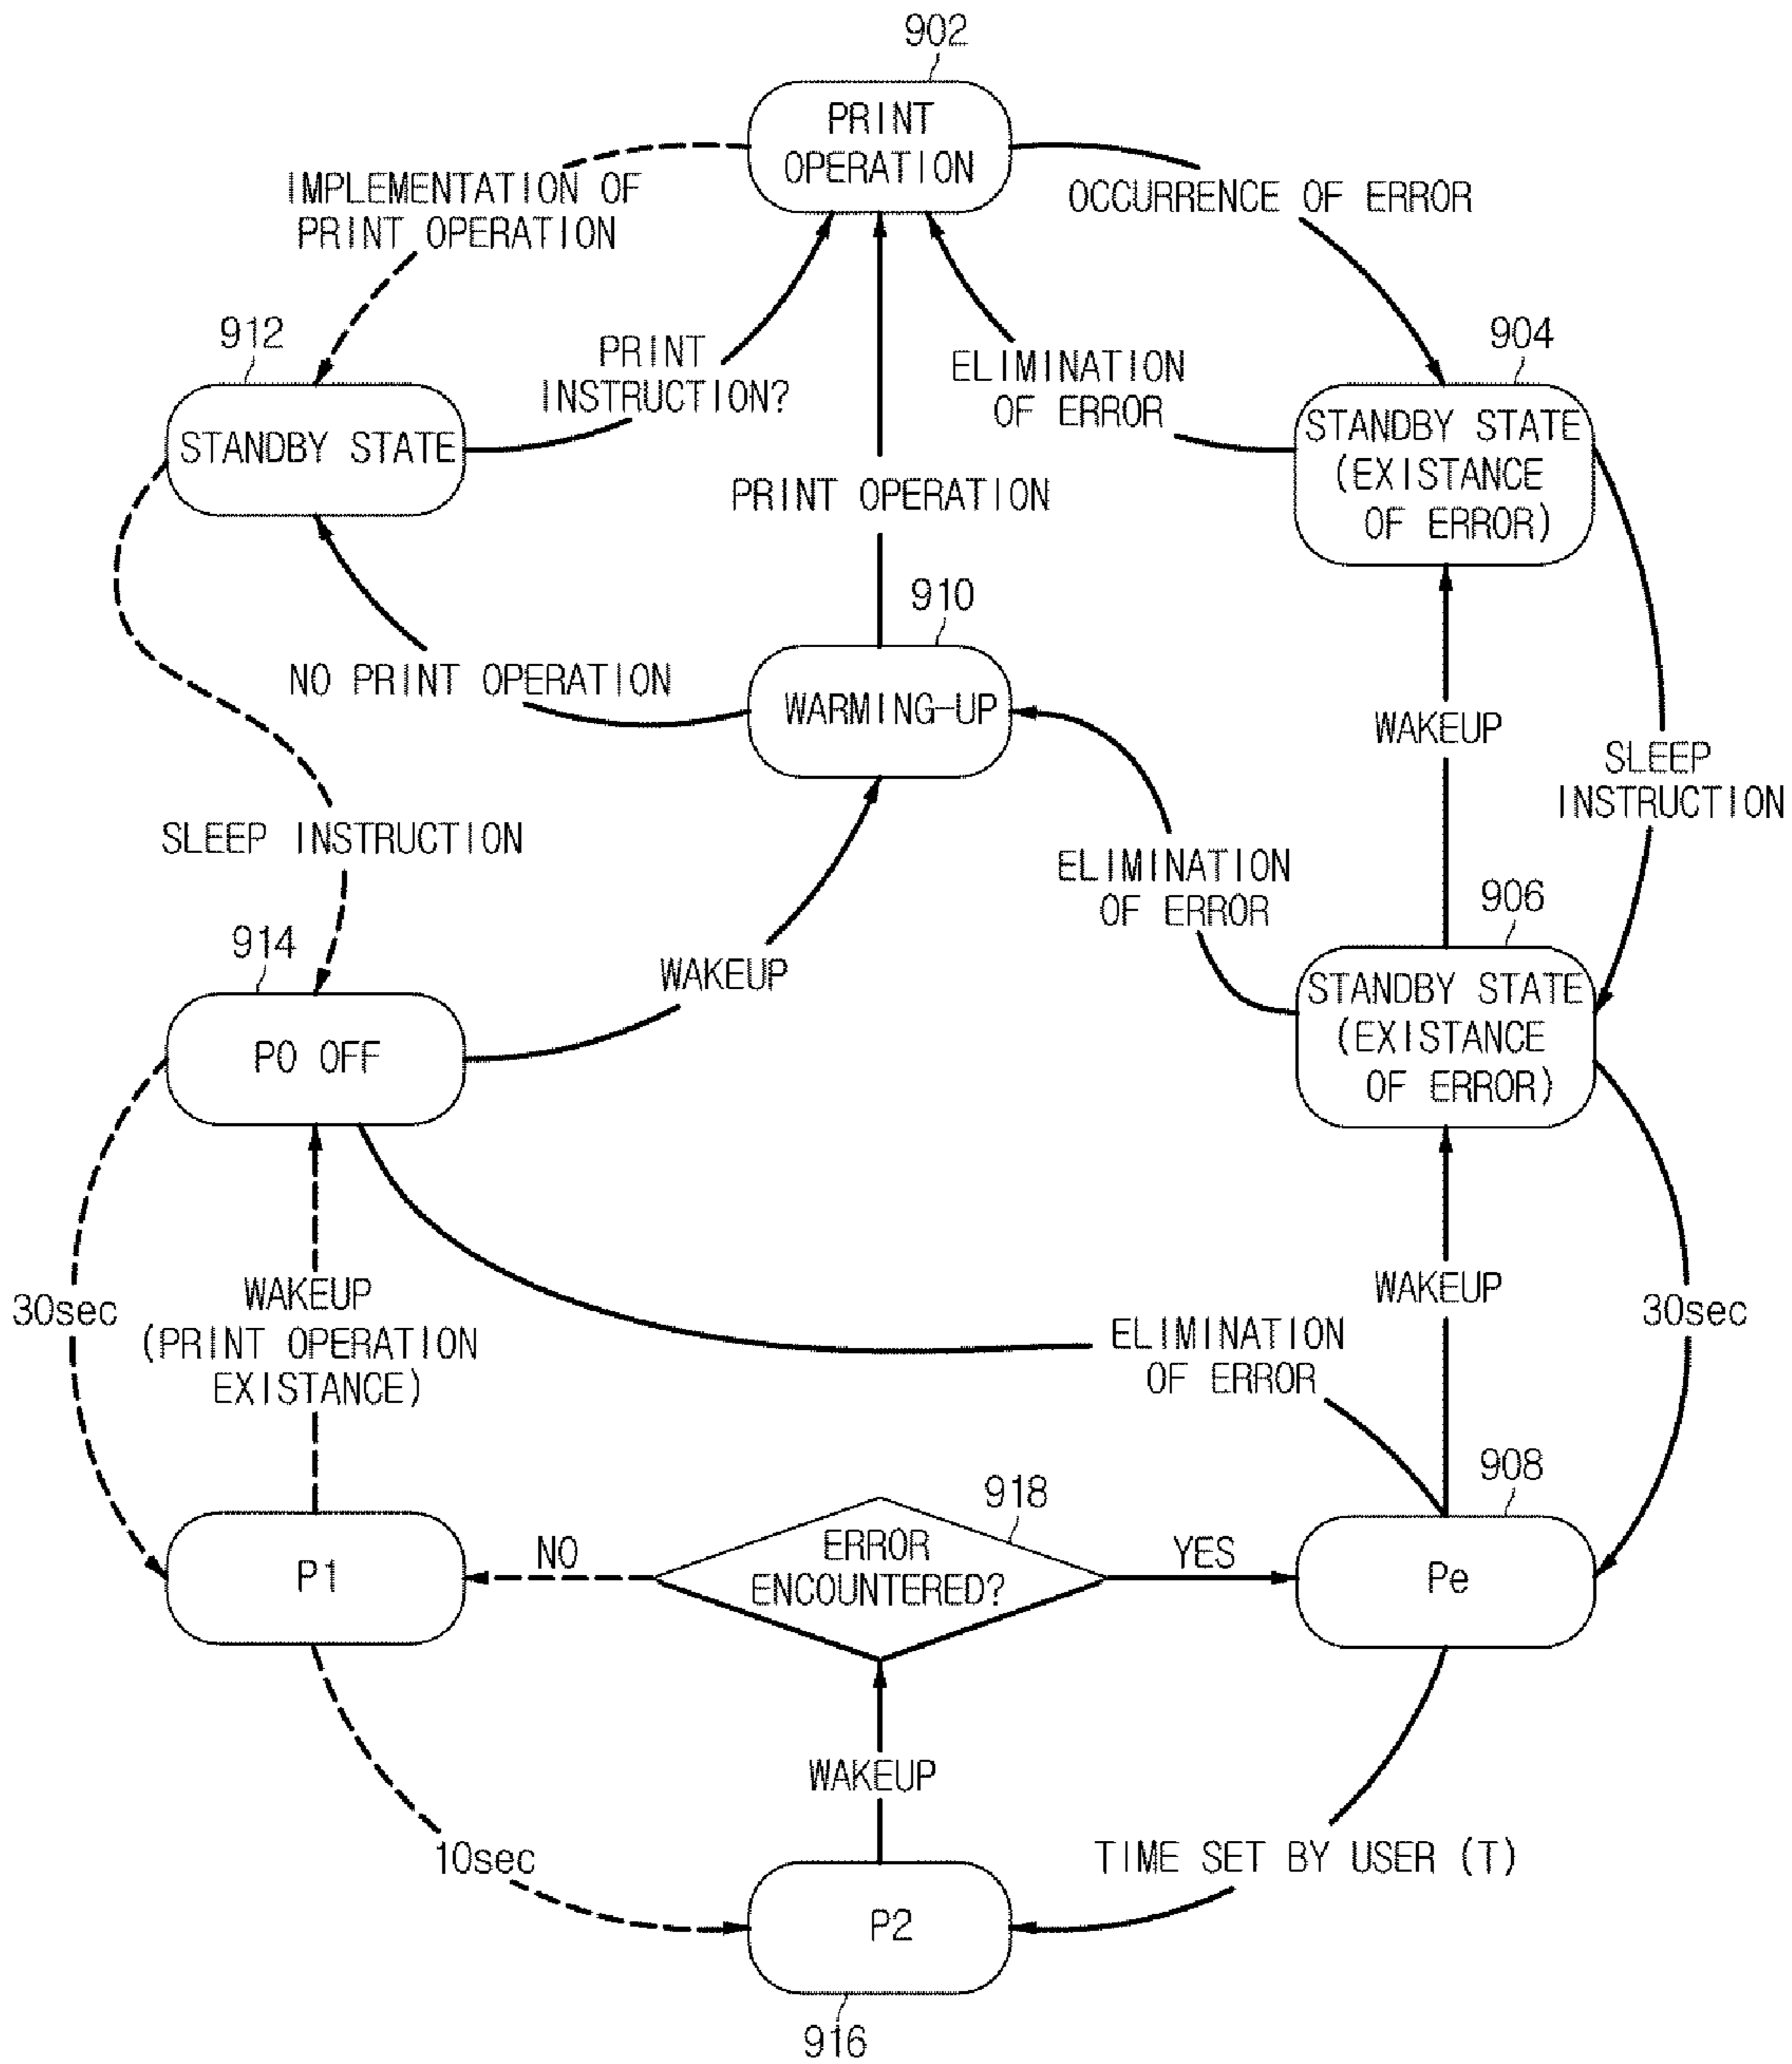 902
PRINT
OPERATION
IMPLEMENTATION OF
PRINT OPERATION
OCCURRENCE OF ERROR
912
904
PRINT
INSTRUCTION?
ELIMINATION
OF ERROR
STANDBY STATE
STANDBY STATE
(EXISTANCE
OF ERROR)
PRINT OPERATION
910
NO PRINT OPERATION
WARMING-UP
WAKEUP
SLEEP
INSTRUCTION
SLEEP INSTRUCTION
ELIMINATION
OF ERROR
906
914
WAKEUP
STANDBY STATE
(EXISTANCE
OF ERROR)
P0 OFF
30sec
WAKEUP
(PRINT OPERATION
EXISTANCE)
WAKEUP
30sec
ELIMINATION
OF ERROR
908
918
P1
NO
ERROR
ENCOUNTERED?
YES
Pe
WAKEUP
10sec
TIME SET BY USER (T)
P2
916